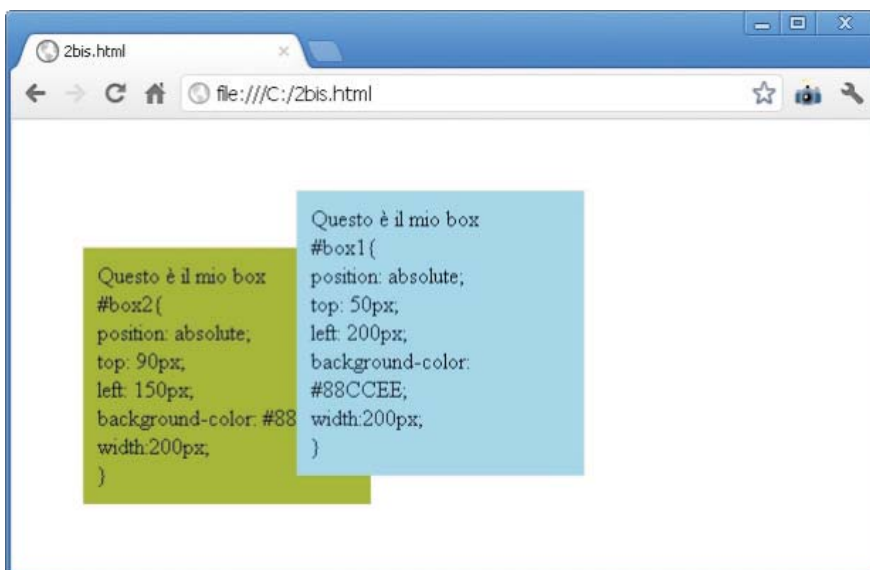 2bis.html
file:///C:/2bis.html
Questo è il mio box
#box1{
position: absolute;
top: 50px;
left: 200px;
background-color:
#88CCEE;
width:200px;
}
Questo è il mio box
#box2{
position: absolute;
top: 90px;
left: 150px;
background-color: #88
width:200px;
}